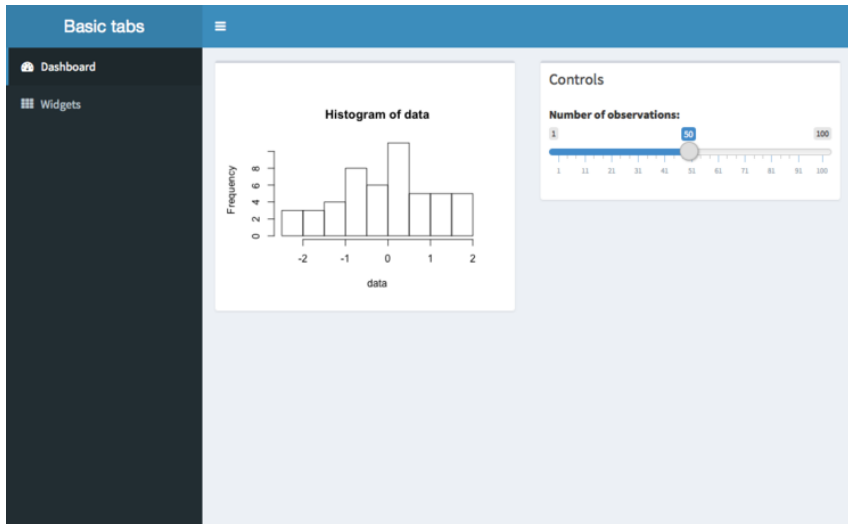 Basic tabs
Dashboard
Widgets
Histogram of data
Frequency
0 2 4 6 8
-2 -1 0 1 2
data
Controls
Number of observations:
1 50 100
1 11 21 31 41 51 61 71 81 91 100